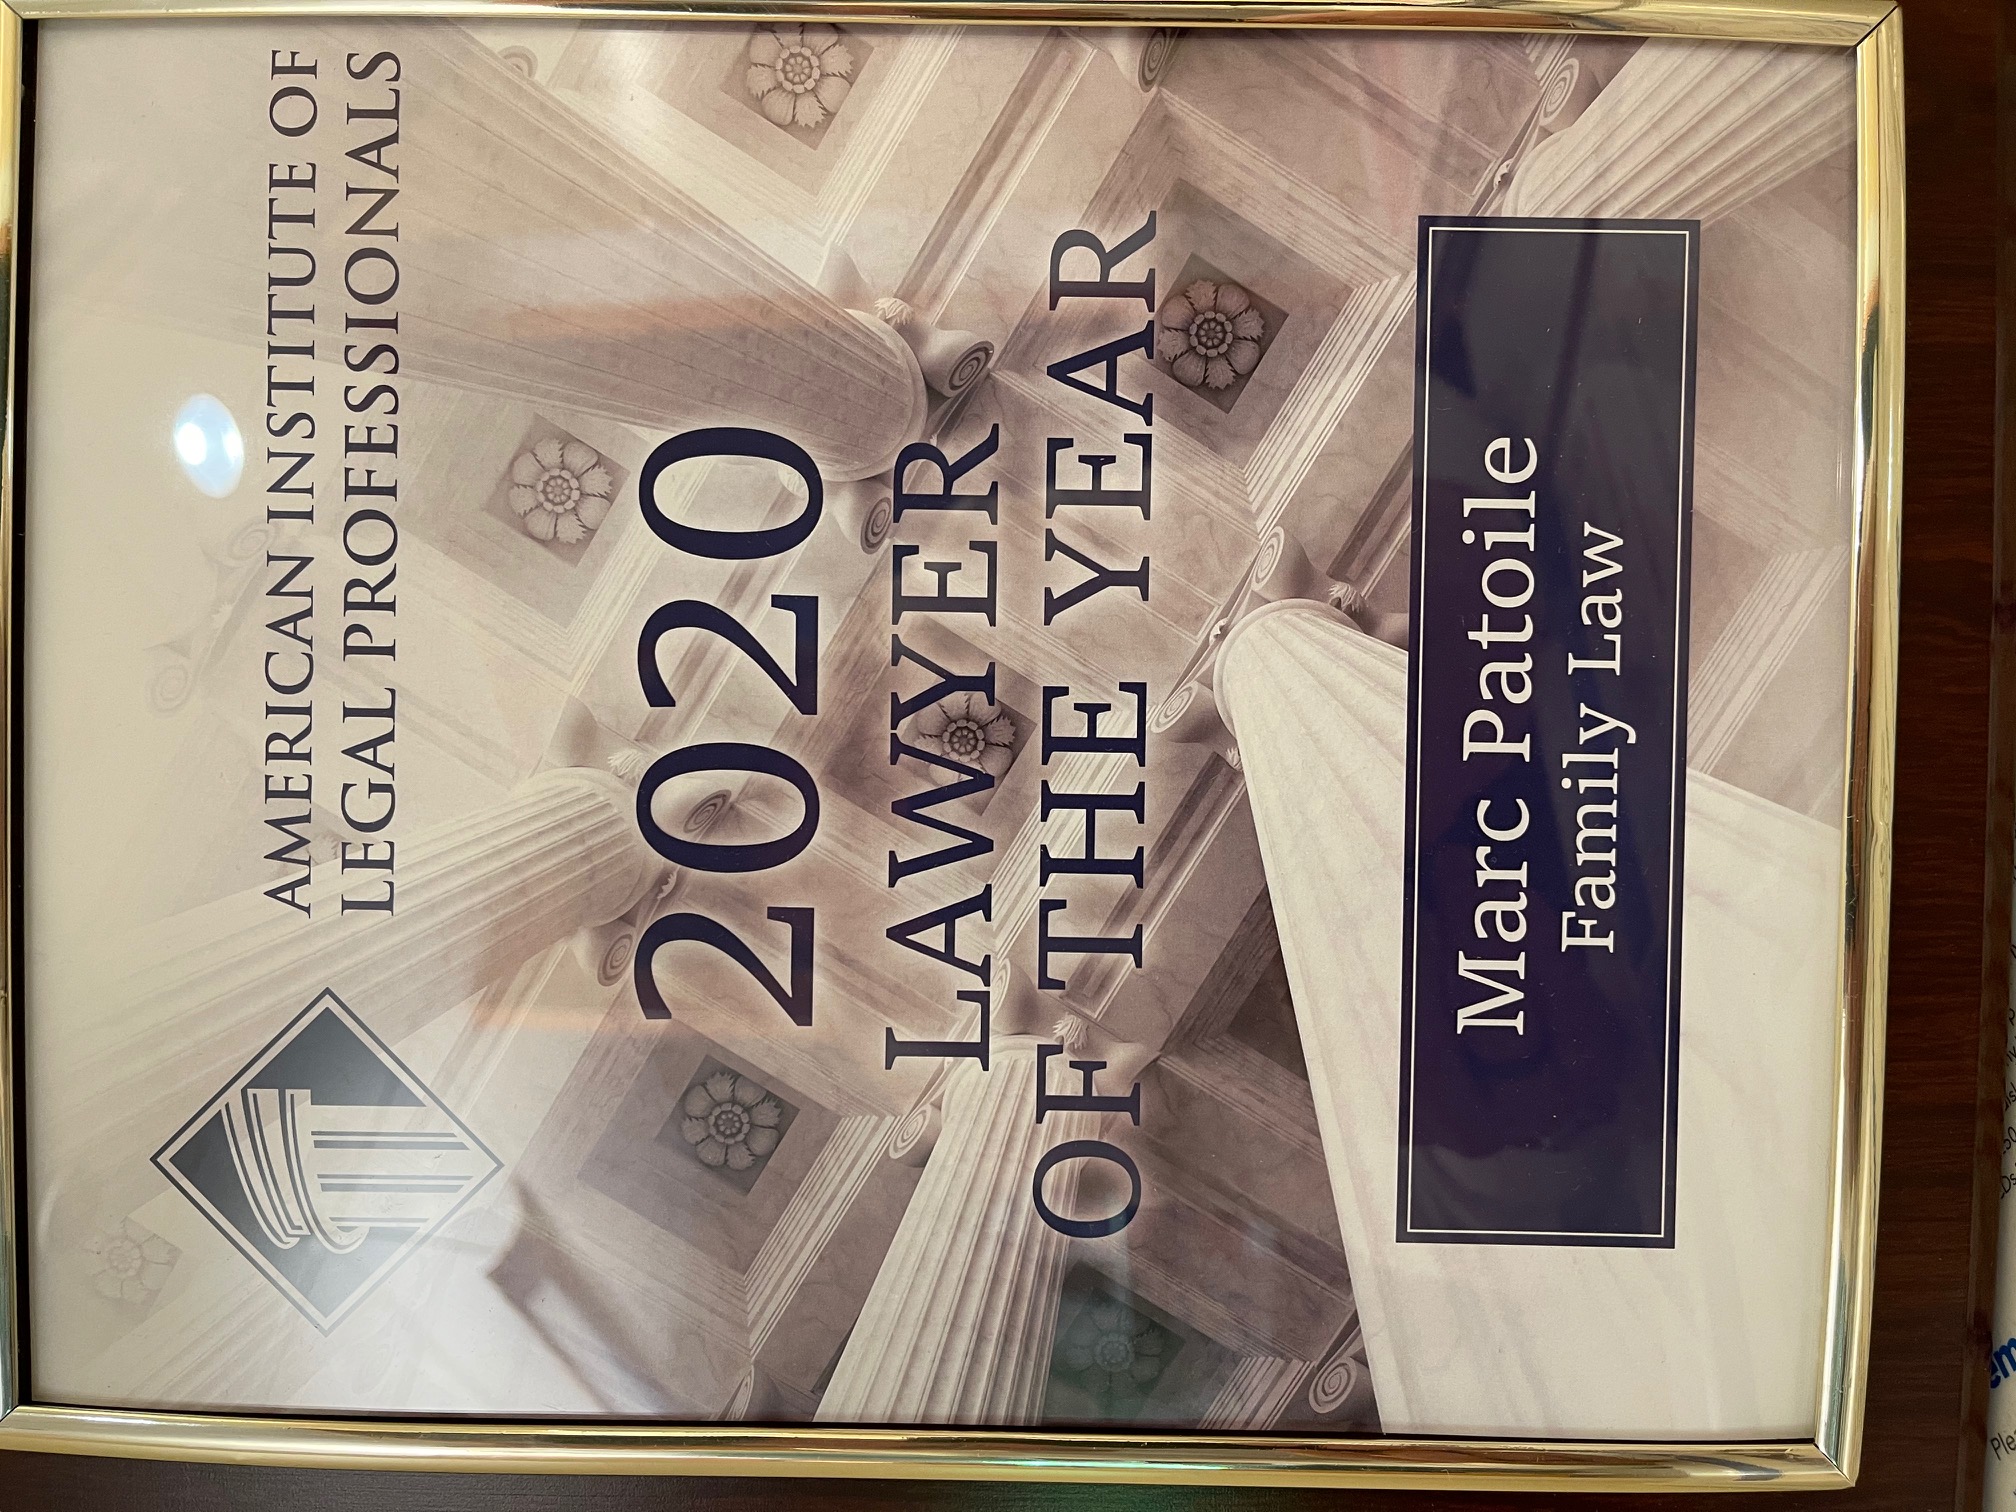 AMERICAN INSTITUTE OF
LEGAL PROFESSIONALS
2020
LAWYER
OF THE YEAR
Marc Patoile
Family Law